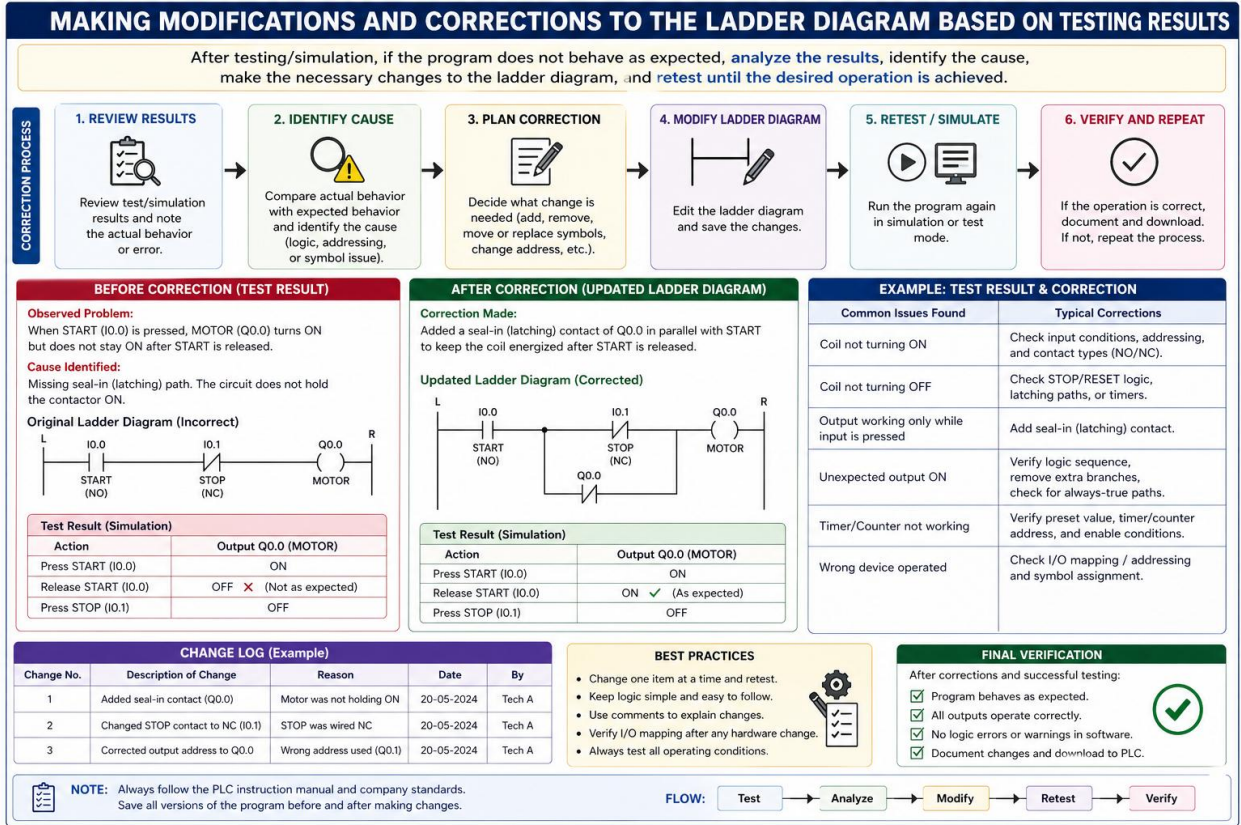 MAKING MODIFICATIONS AND CORRECTIONS TO THE LADDER DIAGRAM BASED ON TESTING RESULTS
After testing/simulation, if the program does not behave as expected, analyze the results, identify the cause,
make the necessary changes to the ladder diagram, and retest until the desired operation is achieved.
CORRECTION PROCESS
1. REVIEW RESULTS
Review test/simulation
results and note
the actual behavior
or error.
2. IDENTIFY CAUSE
Compare actual behavior
with expected behavior
and identify the cause
(logic, addressing,
or symbol issue).
3. PLAN CORRECTION
Decide what change is
needed (add, remove,
move or replace symbols,
change address, etc.).
4. MODIFY LADDER DIAGRAM
Edit the ladder diagram
and save the changes.
5. RETEST / SIMULATE
Run the program again
in simulation or test
mode.
6. VERIFY AND REPEAT
If the operation is correct,
document and download.
If not, repeat the process.
BEFORE CORRECTION (TEST RESULT)
Observed Problem:
When START (I0.0) is pressed, MOTOR (Q0.0) turns ON
but does not stay ON after START is released.
Cause Identified:
Missing seal-in (latching) path. The circuit does not hold
the contactor ON.
Original Ladder Diagram (Incorrect)
L
R
I0.0
I0.1
Q0.0
START
STOP
MOTOR
(NO)
(NC)
Test Result (Simulation)
Action Output Q0.0 (MOTOR)
Press START (I0.0) ON
Release START (I0.0) OFF ✗ (Not as expected)
Press STOP (I0.1) OFF
AFTER CORRECTION (UPDATED LADDER DIAGRAM)
Correction Made:
Added a seal-in (latching) contact of Q0.0 in parallel with START
to keep the coil energized after START is released.
Updated Ladder Diagram (Corrected)
L
R
I0.0
I0.1
Q0.0
START
STOP
MOTOR
(NO)
(NC)
Q0.0
Test Result (Simulation)
Action Output Q0.0 (MOTOR)
Press START (I0.0) ON
Release START (I0.0) ON ✓ (As expected)
Press STOP (I0.1) OFF
EXAMPLE: TEST RESULT & CORRECTION
Common Issues Found Typical Corrections
Coil not turning ON
Check input conditions, addressing,
and contact types (NO/NC).
Coil not turning OFF
Check STOP/RESET logic,
latching paths, or timers.
Output working only while
input is pressed
Add seal-in (latching) contact.
Unexpected output ON
Verify logic sequence,
remove extra branches,
check for always-true paths.
Timer/Counter not working
Verify preset value, timer/counter
address, and enable conditions.
Wrong device operated
Check I/O mapping / addressing
and symbol assignment.
CHANGE LOG (Example)
Change No. Description of Change Reason Date By
1 Added seal-in contact (Q0.0) Motor was not holding ON 20-05-2024 Tech A
2 Changed STOP contact to NC (I0.1) STOP was wired NC 20-05-2024 Tech A
3 Corrected output address to Q0.0 Wrong address used (Q0.1) 20-05-2024 Tech A
BEST PRACTICES
• Change one item at a time and retest.
• Keep logic simple and easy to follow.
• Use comments to explain changes.
• Verify I/O mapping after any hardware change.
• Always test all operating conditions.
FINAL VERIFICATION
After corrections and successful testing:
Program behaves as expected.
All outputs operate correctly.
No logic errors or warnings in software.
Document changes and download to PLC.
NOTE: Always follow the PLC instruction manual and company standards.
Save all versions of the program before and after making changes.
FLOW: Test Analyze Modify Retest Verify